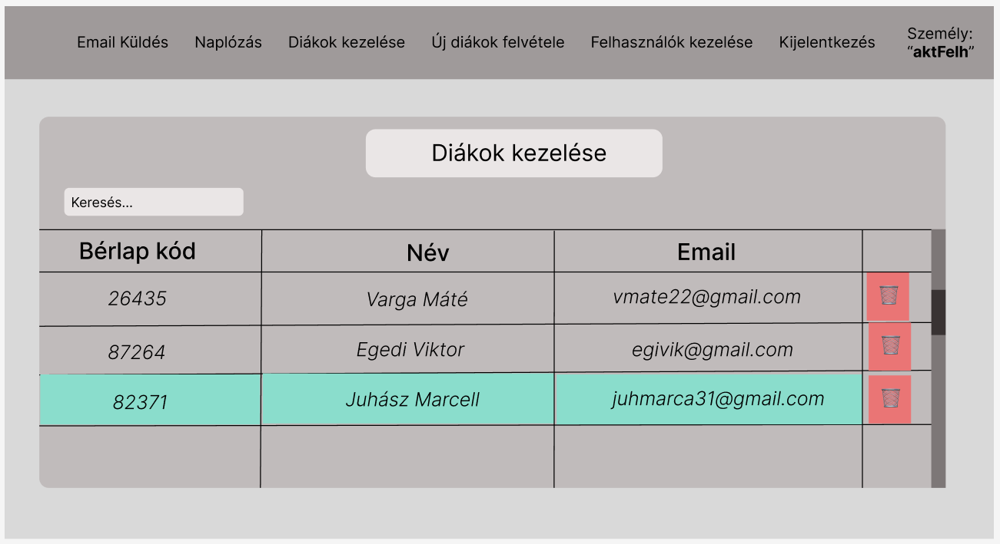 Email Küldés Naplózás Diákok kezelése Új diákok felvétele Felhasználók kezelése Kijelentkezés Személy:
“aktFelh”
Diákok kezelése
Keresés...
Bérlap kód Név Email
26435 Varga Máté vmate22@gmail.com
87264 Egedi Viktor egivik@gmail.com
82371 Juhász Marcell juhmarca31@gmail.com